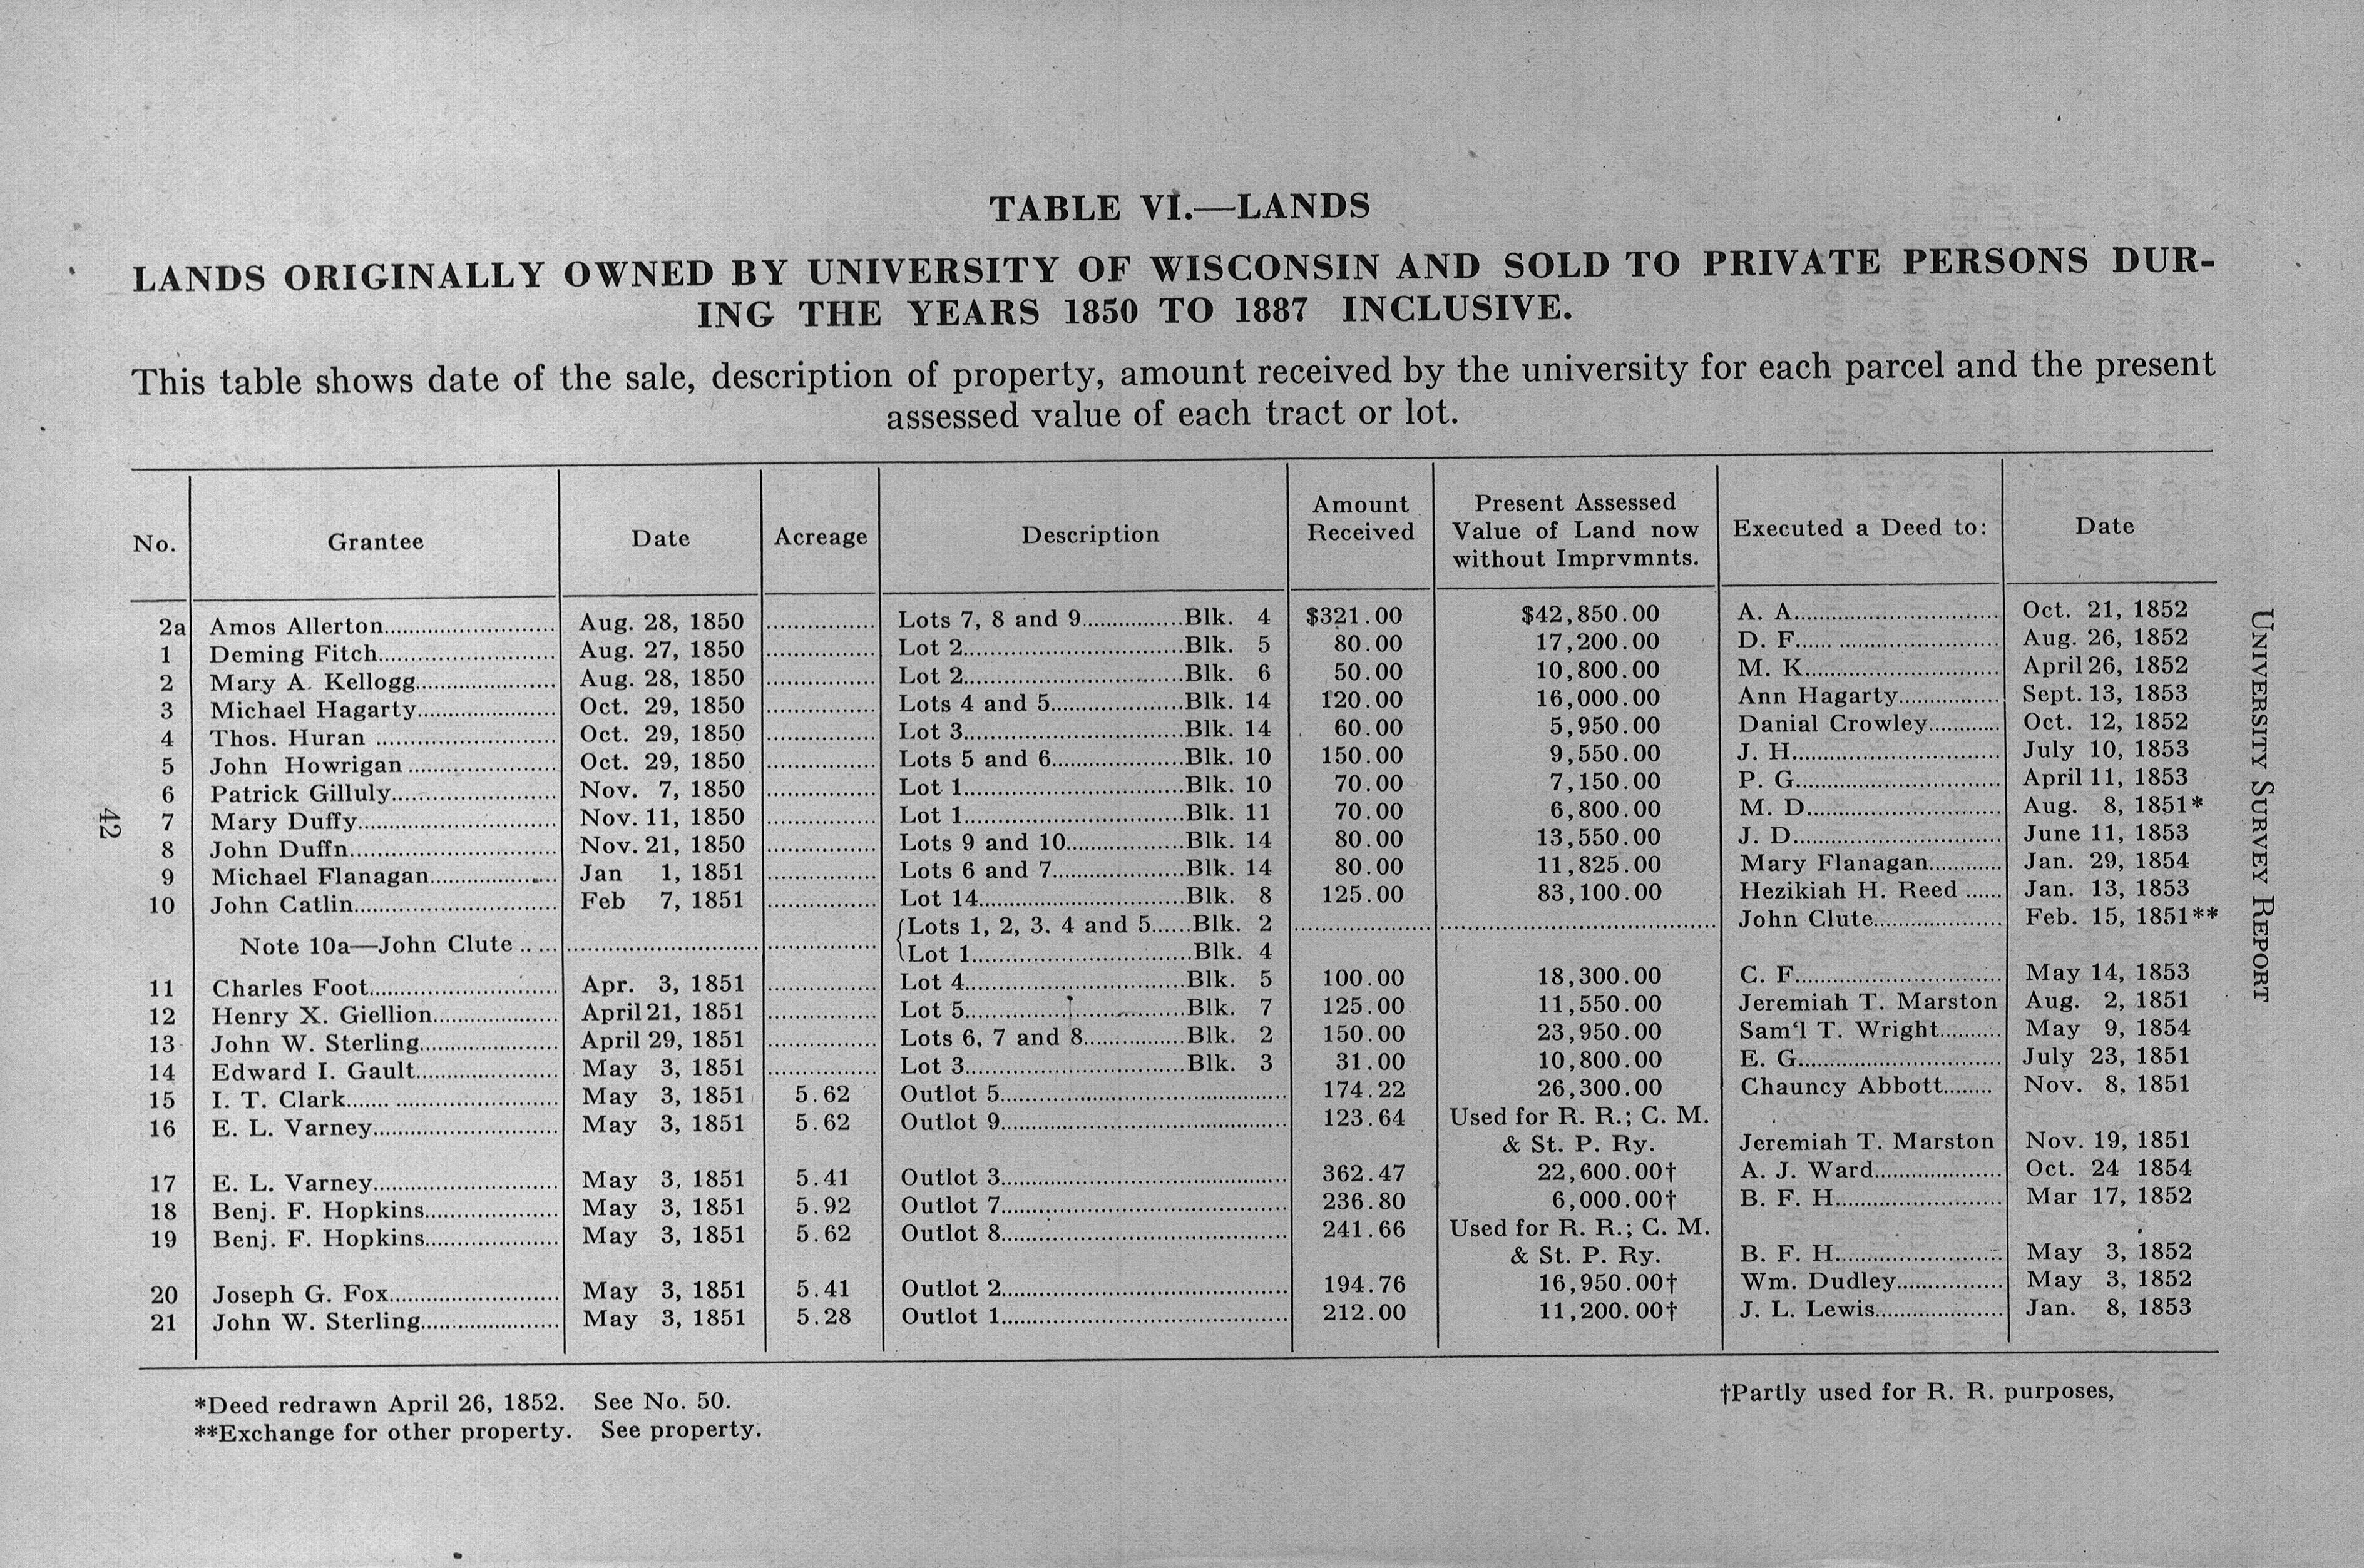 TABLE VI.—LANDS
LANDS ORIGINALLY OWNED BY UNIVERSITY OF WISCONSIN AND SOLD TO PRIVATE PERSONS DUR-
ING THE YEARS 1850 TO 1887 INCLUSIVE.
This table shows date of the sale, description of property, amount received by the university for each parcel and the present
assessed value of each tract or lot.
No. Grantee Date Acreage Description Amount Received Present Assessed Value of Land now without Imprvmnts. Executed a Deed to: Date
2a Amos Allerton Aug. 28, 1850 Lots 7, 8 and 9 Blk. 4 $321.00 $42,850.00 A. A. Oct. 21, 1852
1 Deming Fitch Aug. 27, 1850 Lot 2 Blk. 5 80.00 17,200.00 D. F. Aug. 26, 1852
2 Mary A. Kellogg Aug. 28, 1850 Lot 2 Blk. 6 50.00 10,800.00 M. K. April 26, 1852
3 Michael Hagarty Oct. 29, 1850 Lots 4 and 5 Blk. 14 120.00 16,000.00 Ann Hagarty Sept. 13, 1853
4 Thos. Huran Oct. 29, 1850 Lot 3 Blk. 14 60.00 5,950.00 Danial Crowley Oct. 12, 1852
5 John Howrigan Oct. 29, 1850 Lots 5 and 6 Blk. 10 150.00 9,550.00 J. H. July 10, 1853
6 Patrick Gilluly Nov. 7, 1850 Lot 1 Blk. 10 70.00 7,150.00 P. G. April 11, 1853
7 Mary Duffy Nov. 11, 1850 Lot 1 Blk. 11 70.00 6,800.00 M. D. Aug. 8, 1851*
8 John Duffn Nov. 21, 1850 Lots 9 and 10 Blk. 14 80.00 13,550.00 J. D. June 11, 1853
9 Michael Flanagan Jan 1, 1851 Lots 6 and 7 Blk. 14 80.00 11,825.00 Mary Flanagan Jan. 29, 1854
10 John Catlin Feb 7, 1851 Lot 14 Blk. 8 125.00 83,100.00 Hezikiah H. Reed Jan. 13, 1853
Note 10a—John Clute Lots 1, 2, 3. 4 and 5 Blk. 2 John Clute Feb. 15, 1851**
Lot 1 Blk. 4
11 Charles Foot Apr. 3, 1851 Lot 4 Blk. 5 100.00 18,300.00 C. F. May 14, 1853
12 Henry X. Giellion April 21, 1851 Lot 5 Blk. 7 125.00 11,550.00 Jeremiah T. Marston Aug. 2, 1851
13 John W. Sterling April 29, 1851 Lots 6, 7 and 8 Blk. 2 150.00 23,950.00 Sam'l T. Wright May 9, 1854
14 Edward I. Gault May 3, 1851 Lot 3 Blk. 3 31.00 10,800.00 E. G. July 23, 1851
15 I. T. Clark May 3, 1851 5.62 Outlot 5 174.22 26,300.00 Chauncy Abbott Nov. 8, 1851
16 E. L. Varney May 3, 1851 5.62 Outlot 9 123.64 Used for R. R.; C. M.
& St. P. Ry. Jeremiah T. Marston Nov. 19, 1851
17 E. L. Varney May 3, 1851 5.41 Outlot 3 362.47 22,600.00† A. J. Ward Oct. 24 1854
18 Benj. F. Hopkins May 3, 1851 5.92 Outlot 7 236.80 6,000.00† B. F. H. Mar 17, 1852
19 Benj. F. Hopkins May 3, 1851 5.62 Outlot 8 241.66 Used for R. R.; C. M.
& St. P. Ry. B. F. H. May 3, 1852
20 Joseph G. Fox May 3, 1851 5.41 Outlot 2 194.76 16,950.00† Wm. Dudley May 3, 1852
21 John W. Sterling May 3, 1851 5.28 Outlot 1 212.00 11,200.00† J. L. Lewis Jan. 8, 1853
*Deed redrawn April 26, 1852. See No. 50.
**Exchange for other property. See property.
†Partly used for R. R. purposes,
42
UNIVERSITY SURVEY REPORT